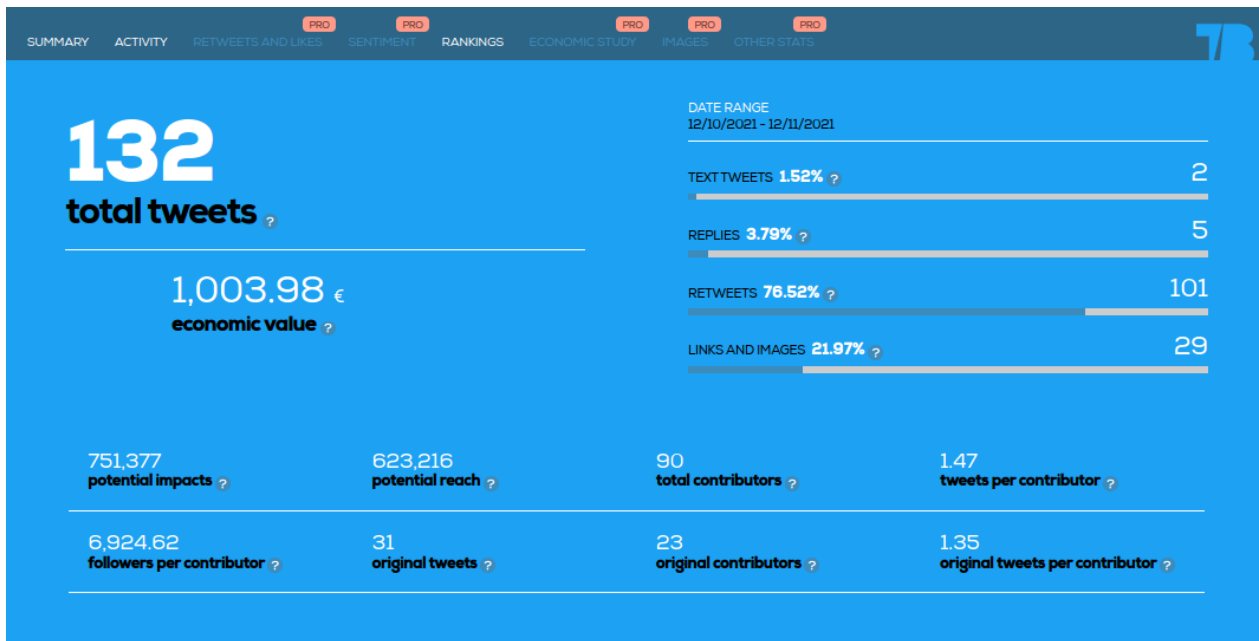 PRO PRO PRO PRO PRO
SUMMARY ACTIVITY RETWEETS AND LIKES SENTIMENT RANKINGS ECONOMIC STUDY IMAGES OTHER STATS
TB
132
total tweets ?
1,003.98 €
economic value ?
DATE RANGE
12/10/2021 - 12/11/2021
TEXT TWEETS 1.52% ? 2
REPLIES 3.79% ? 5
RETWEETS 76.52% ? 101
LINKS AND IMAGES 21.97% ? 29
751,377 623,216 90 1.47
potential impacts ? potential reach ? total contributors ? tweets per contributor ?
6,924.62 31 23 1.35
followers per contributor ? original tweets ? original contributors ? original tweets per contributor ?